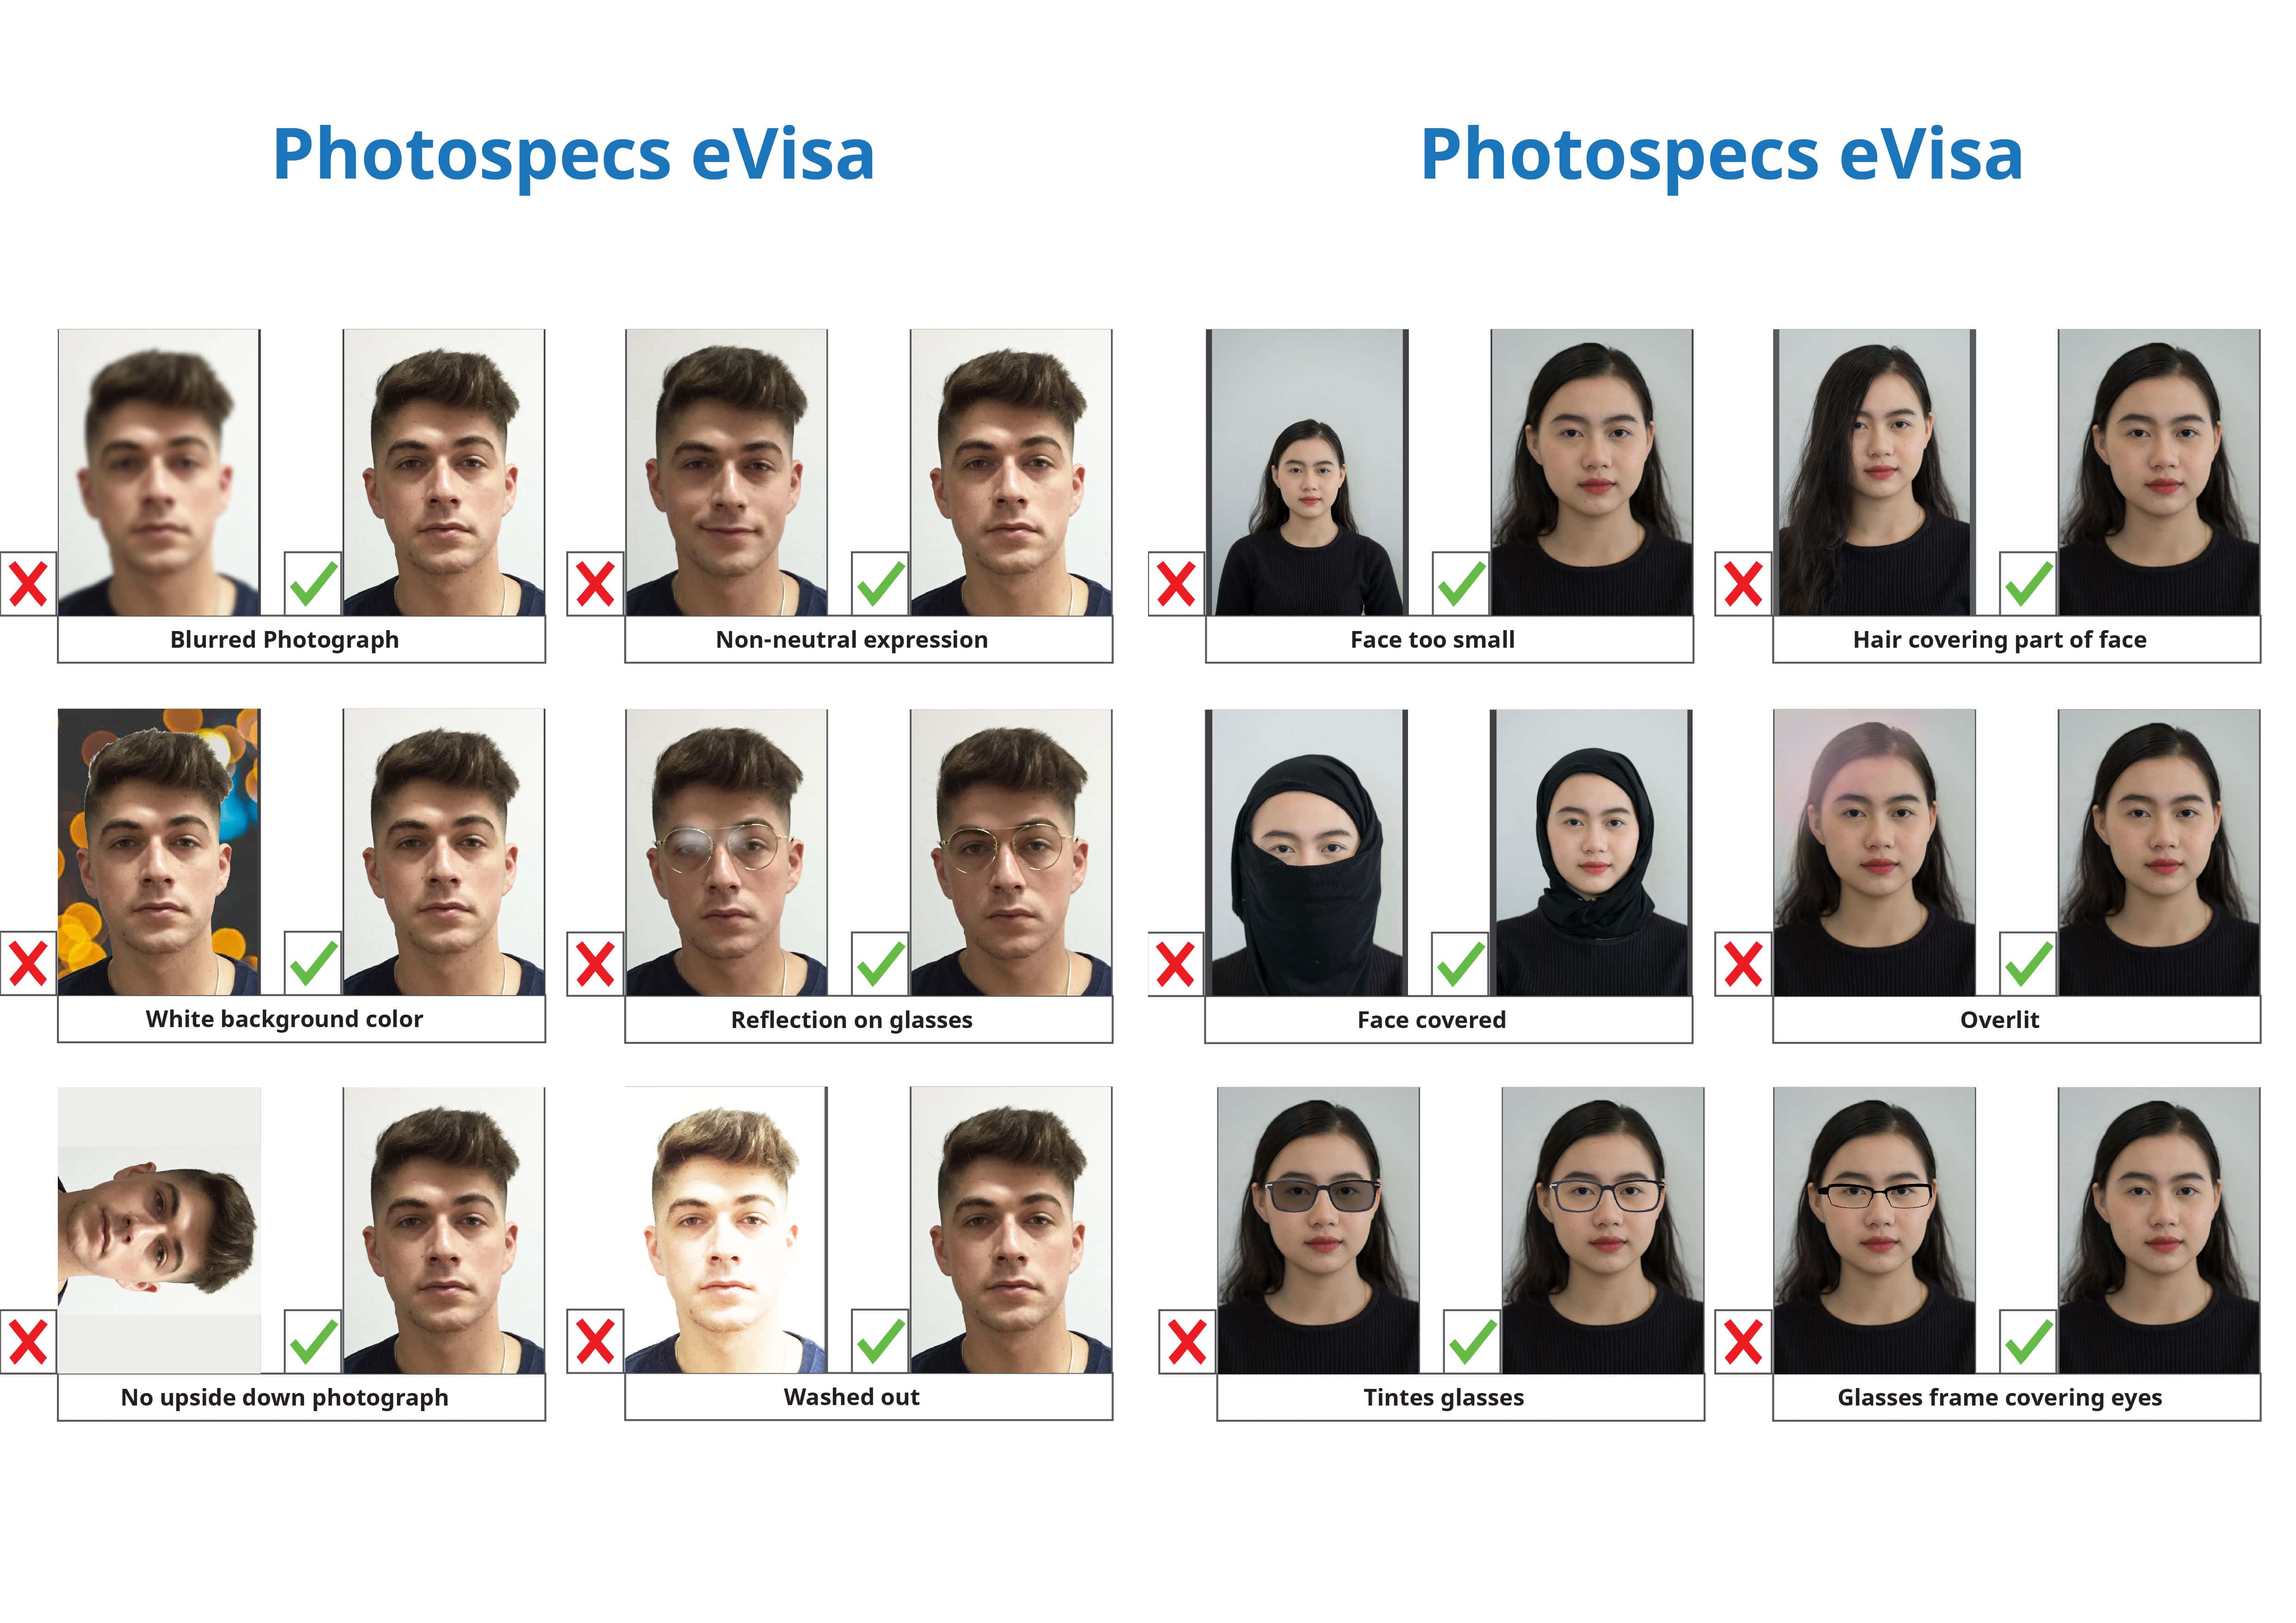 Photospecs eVisa
Blurred Photograph
Non-neutral expression
White background color
Reflection on glasses
No upside down photograph
Washed out
Photospecs eVisa
Face too small
Hair covering part of face
Face covered
Overlit
Tintes glasses
Glasses frame covering eyes